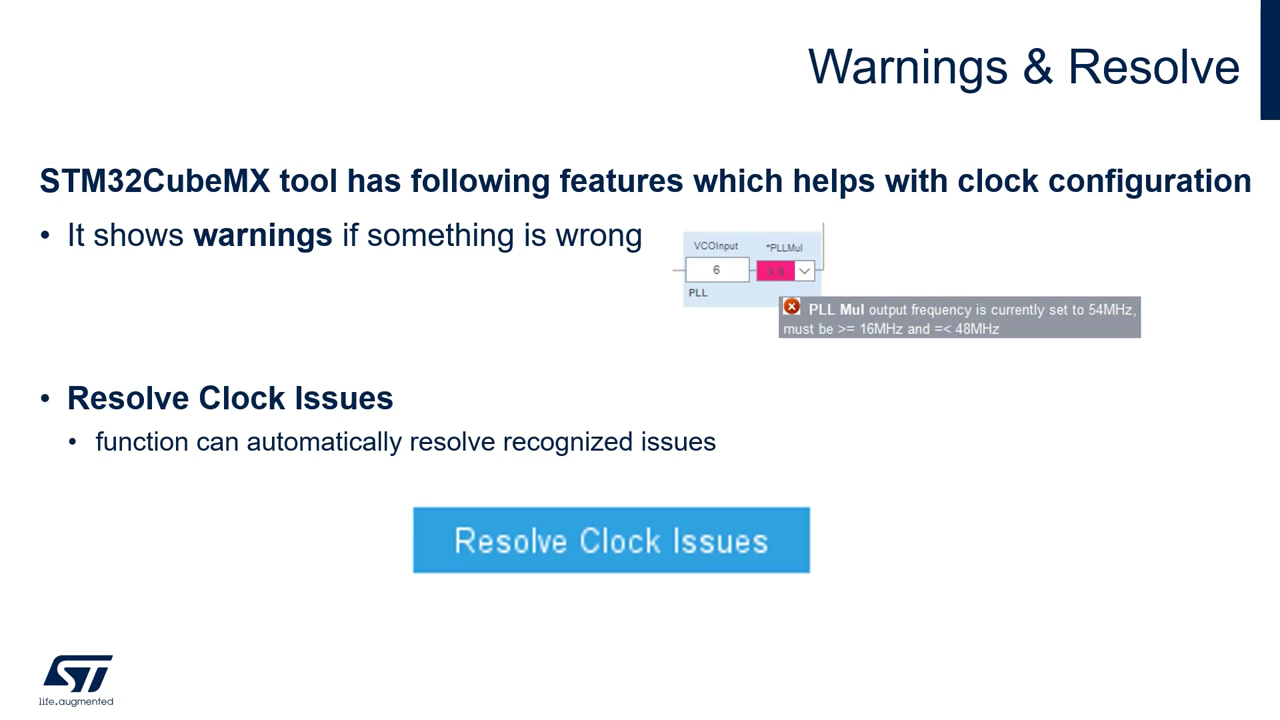 Warnings & Resolve
STM32CubeMX tool has following features which helps with clock configuration
• It shows warnings if something is wrong
VCOInput
*PLLMul
6
X 9
PLL
PLL Mul output frequency is currently set to 54MHz,
must be >= 16MHz and =< 48MHz
• Resolve Clock Issues
• function can automatically resolve recognized issues
Resolve Clock Issues
ST
life.augmented